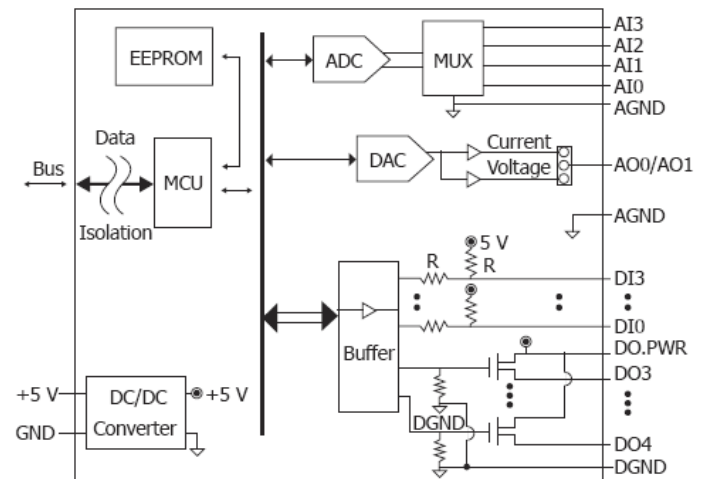 EEPROM
ADC
MUX
AI3
AI2
AI1
AI0
AGND
Data
Bus
MCU
Isolation
DAC
Current
Voltage
AO0/AO1
AGND
5 V
R
R
DI3
DI0
Buffer
DO.PWR
DO3
DGND
DO4
DGND
+5 V
GND
DC/DC
Converter
+5 V